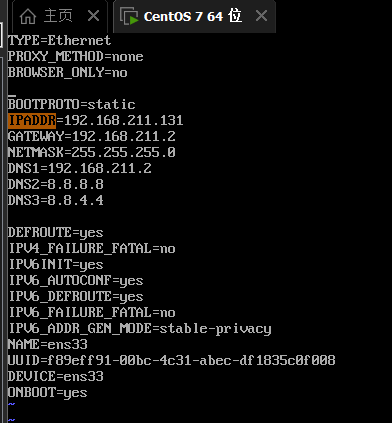 主页
CentOS 7 64 位
TYPE=Ethernet
PROXY_METHOD=none
BROWSER_ONLY=no
_
BOOTPROTO=static
IPADDR=192.168.211.131
GATEWAY=192.168.211.2
NETMASK=255.255.255.0
DNS1=192.168.211.2
DNS2=8.8.8.8
DNS3=8.8.4.4
DEFROUTE=yes
IPV4_FAILURE_FATAL=no
IPV6INIT=yes
IPV6_AUTOCONF=yes
IPV6_DEFROUTE=yes
IPV6_FAILURE_FATAL=no
IPV6_ADDR_GEN_MODE=stable-privacy
NAME=ens33
UUID=f89eff91-00bc-4c31-abec-df1835c0f008
DEVICE=ens33
ONBOOT=yes
~
~